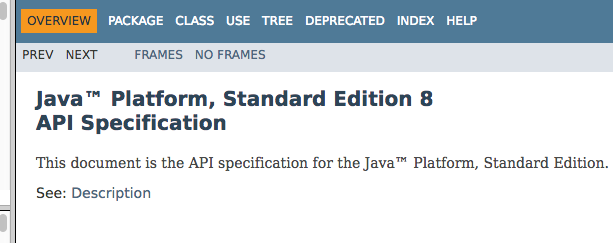 OVERVIEW PACKAGE CLASS USE TREE DEPRECATED INDEX HELP
PREV NEXT FRAMES NO FRAMES
Java™ Platform, Standard Edition 8
API Specification
This document is the API specification for the Java™ Platform, Standard Edition.
See: Description